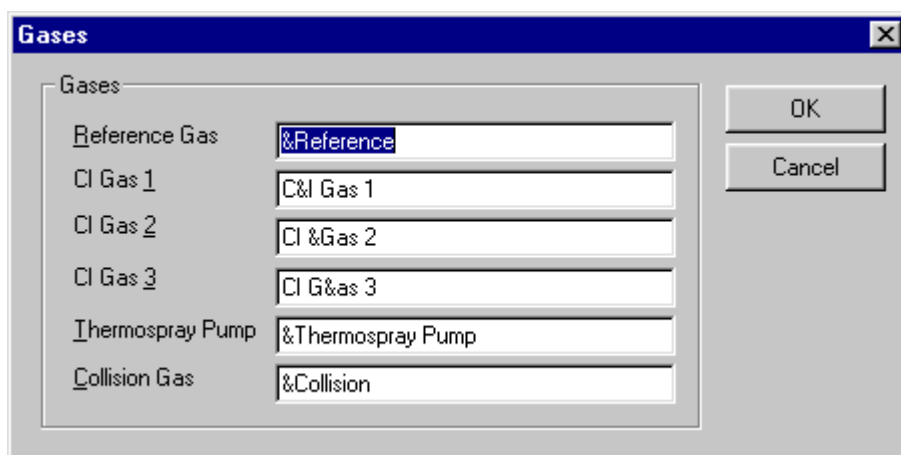 Gases
Gases
Reference Gas &Reference
CI Gas 1 C&I Gas 1
CI Gas 2 CI &Gas 2
CI Gas 3 CI G&as 3
Thermospray Pump &Thermospray Pump
Collision Gas &Collision
OK
Cancel